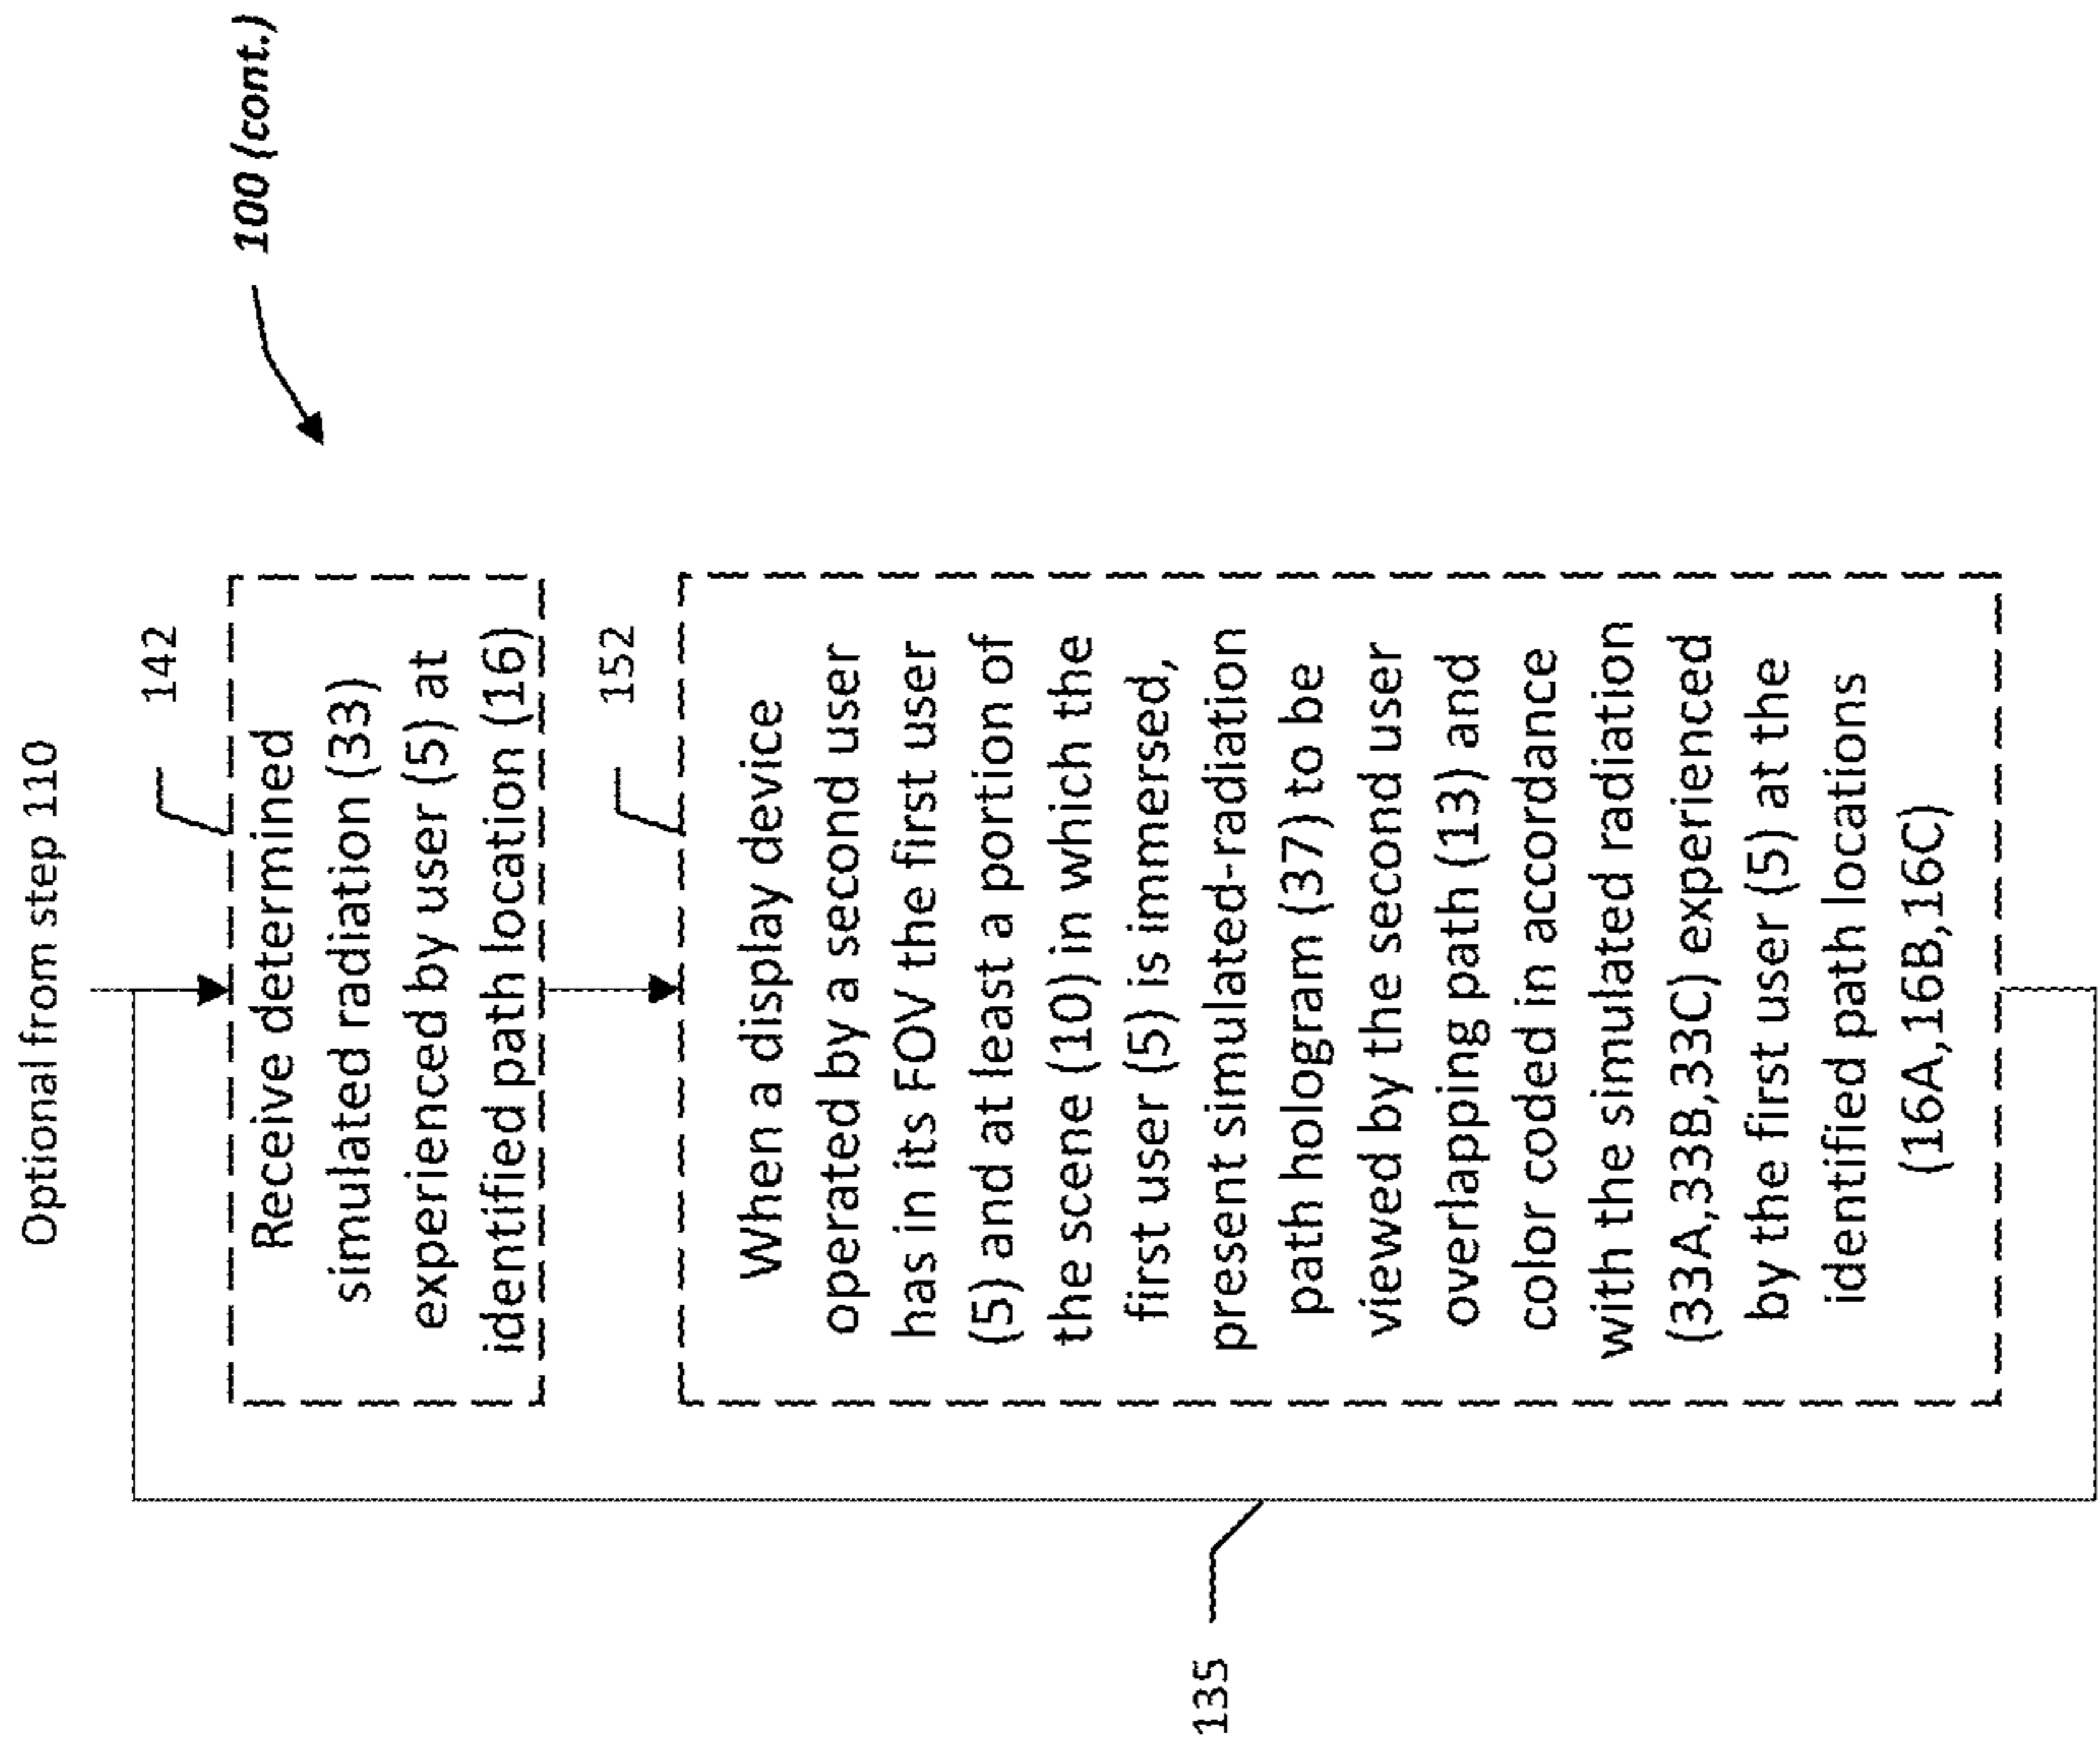 100 (cont.)
Optional from step 110
142
Receive determined
simulated radiation (33)
experienced by user (5) at
identified path location (16)
152
When a display device
operated by a second user
has in its FOV the first user
(5) and at least a portion of
the scene (10) in which the
first user (5) is immersed,
present simulated-radiation
path hologram (37) to be
viewed by the second user
overlapping path (13) and
color coded in accordance
with the simulated radiation
(33A,33B,33C) experienced
by the first user (5) at the
identified path locations
(16A,16B,16C)
135